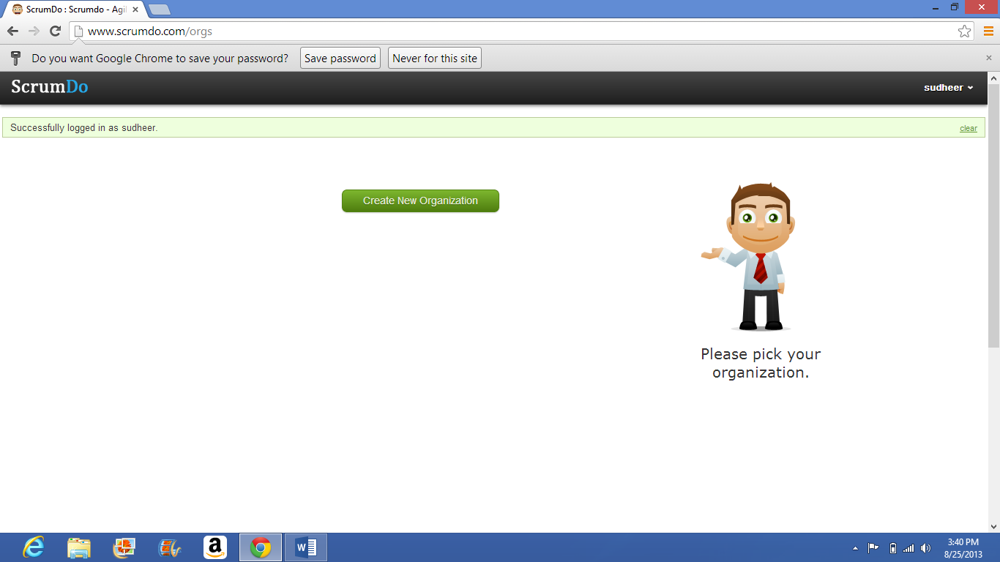 ScrumDo : Scrumdo - Agil
www.scrumdo.com/orgs
Do you want Google Chrome to save your password? Save password Never for this site
ScrumDo sudheer
Successfully logged in as sudheer. clear
Create New Organization
Please pick your
organization.
3:40 PM
8/25/2013